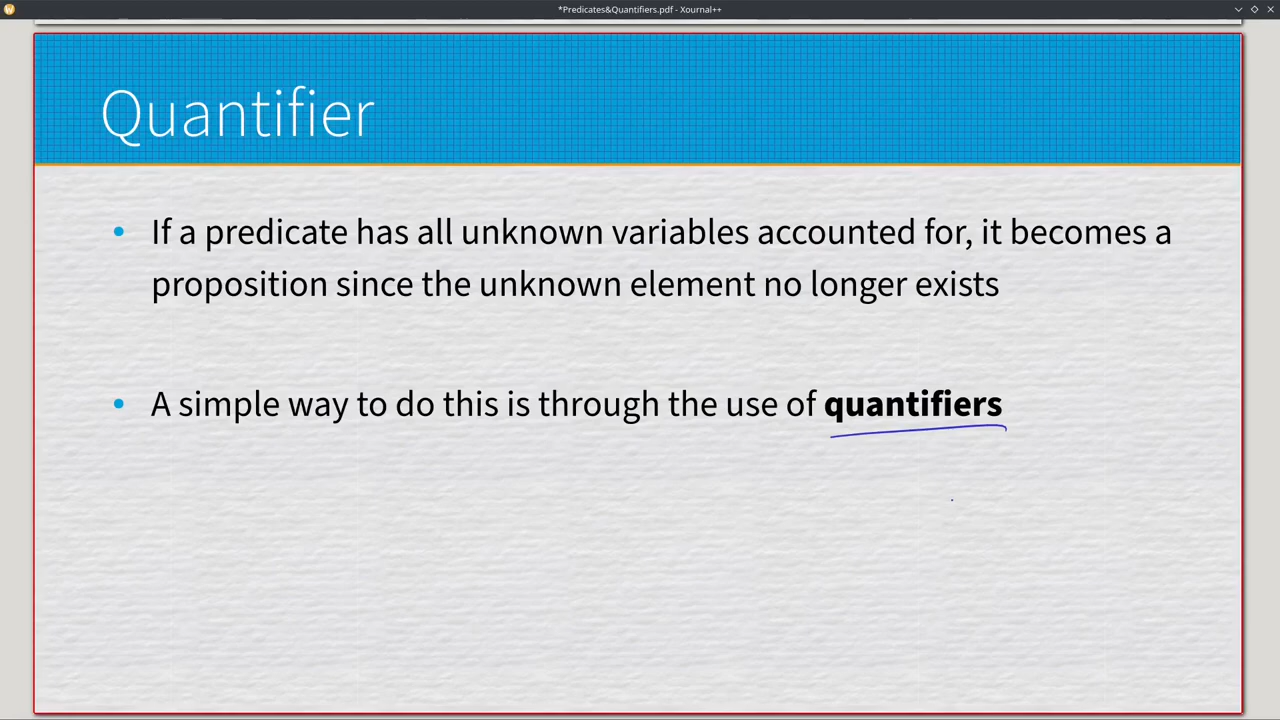 *Predicates&Quantifiers.pdf - Xournal++
Quantifier
• If a predicate has all unknown variables accounted for, it becomes a
proposition since the unknown element no longer exists
• A simple way to do this is through the use of quantifiers